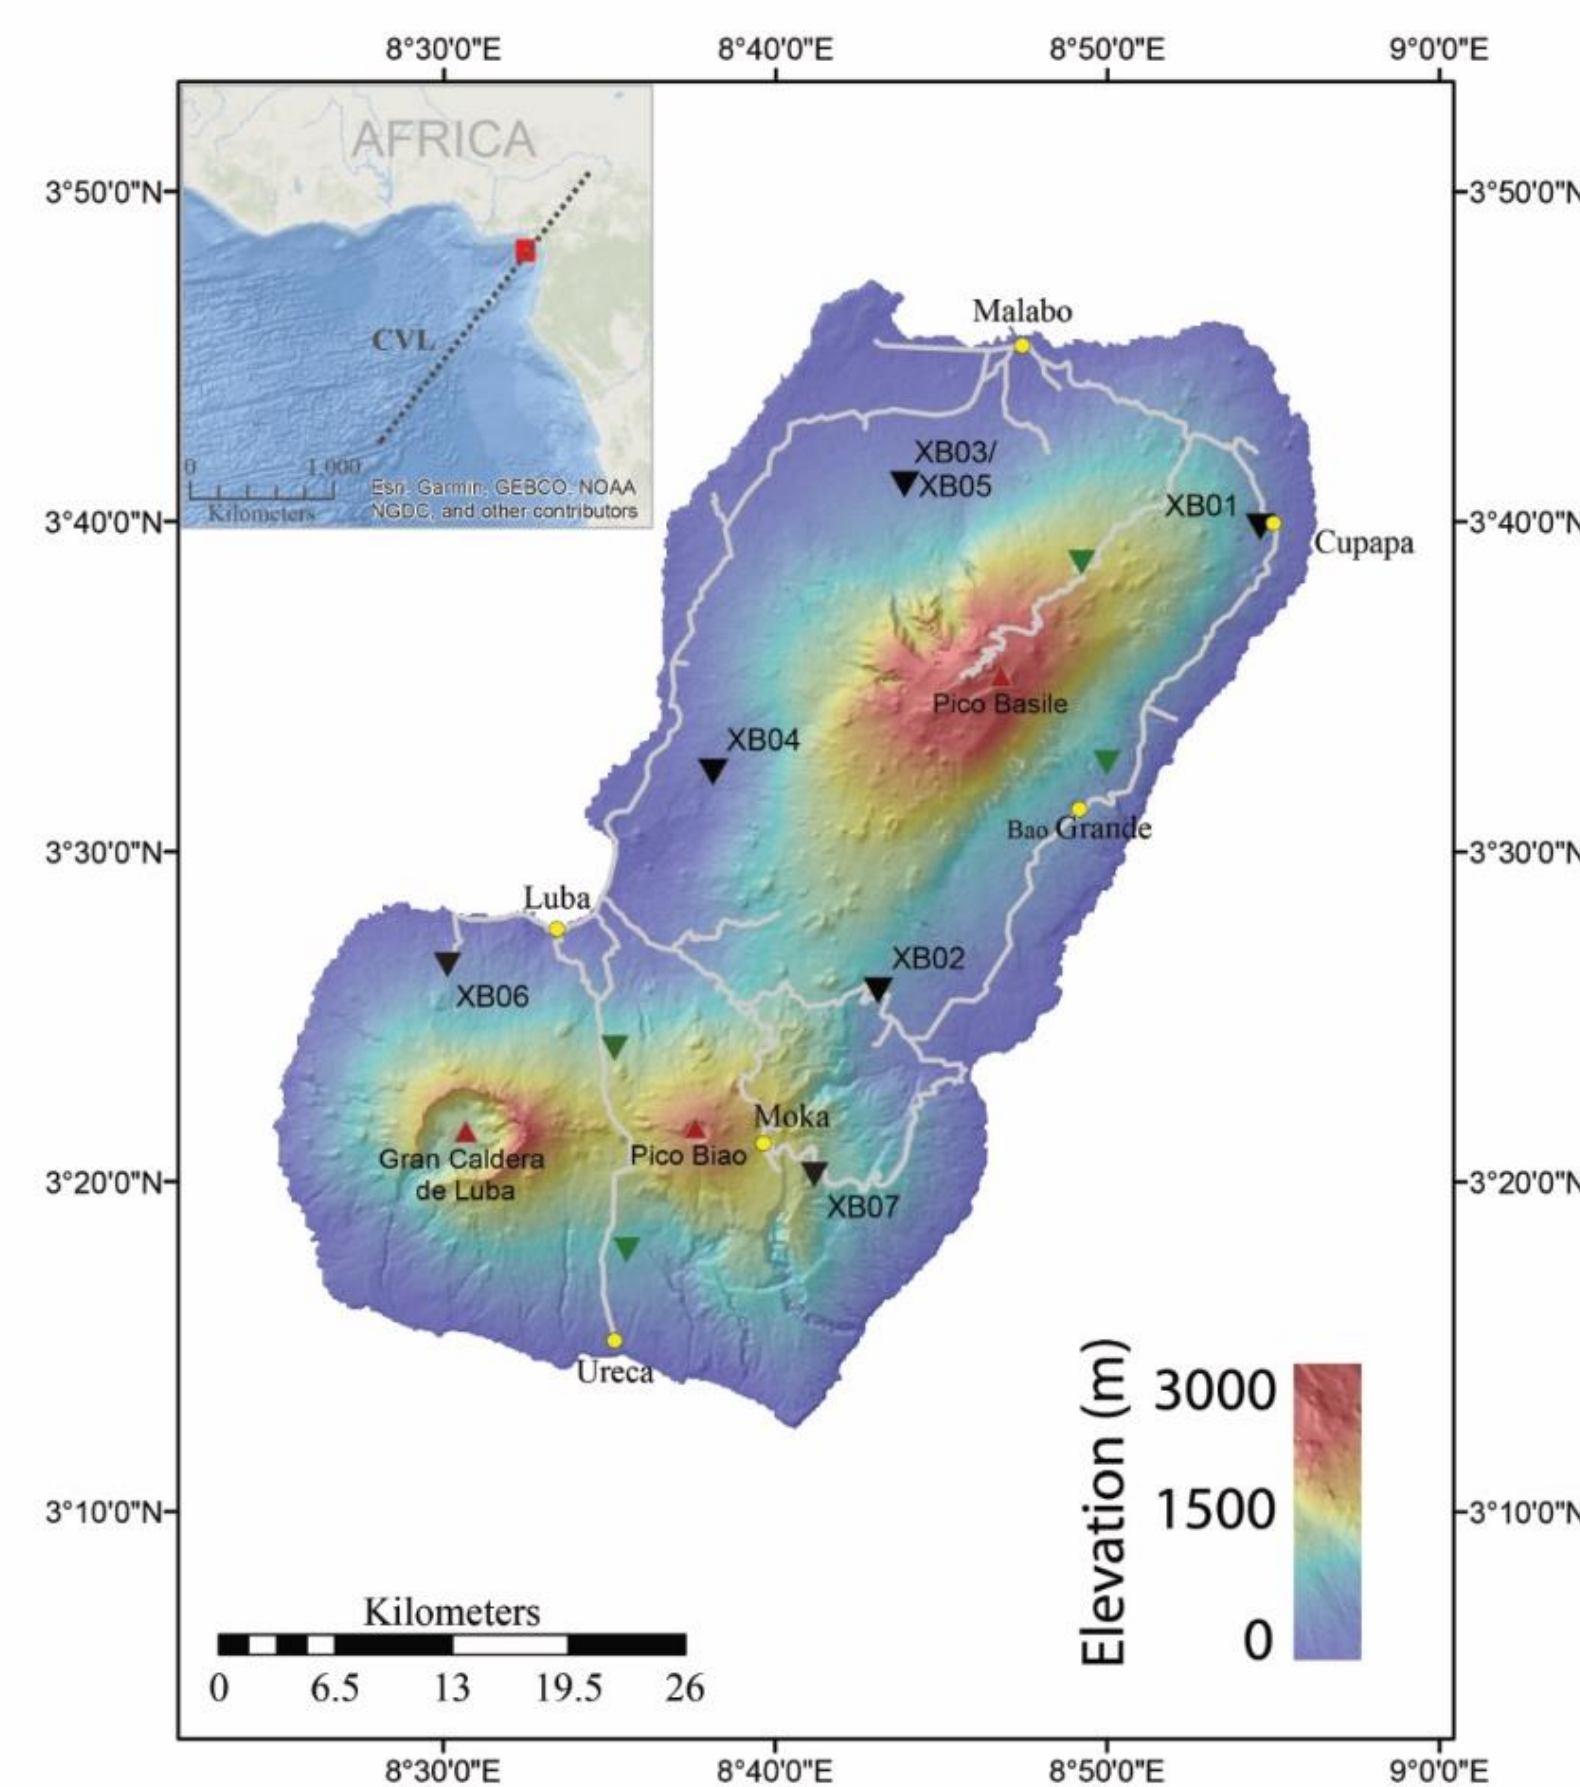 8°30'0"E
8°40'0"E
8°50'0"E
9°0'0"E
AFRICA
CVL
0
1,000
Kilometers
Esri, Garmin, GEBCO, NOAA
NGDC, and other contributors
3°50'0"N
3°50'0"N
Malabo
XB03/
XB05
XB01
3°40'0"N
3°40'0"N
Cupapa
Pico Basile
XB04
Bao Grande
3°30'0"N
3°30'0"N
Luba
XB02
XB06
Moka
Gran Caldera
de Luba
Pico Biao
3°20'0"N
3°20'0"N
XB07
Ureca
Elevation (m)
3000
1500
0
3°10'0"N
3°10'0"N
Kilometers
0
6.5
13
19.5
26
8°30'0"E
8°40'0"E
8°50'0"E
9°0'0"E